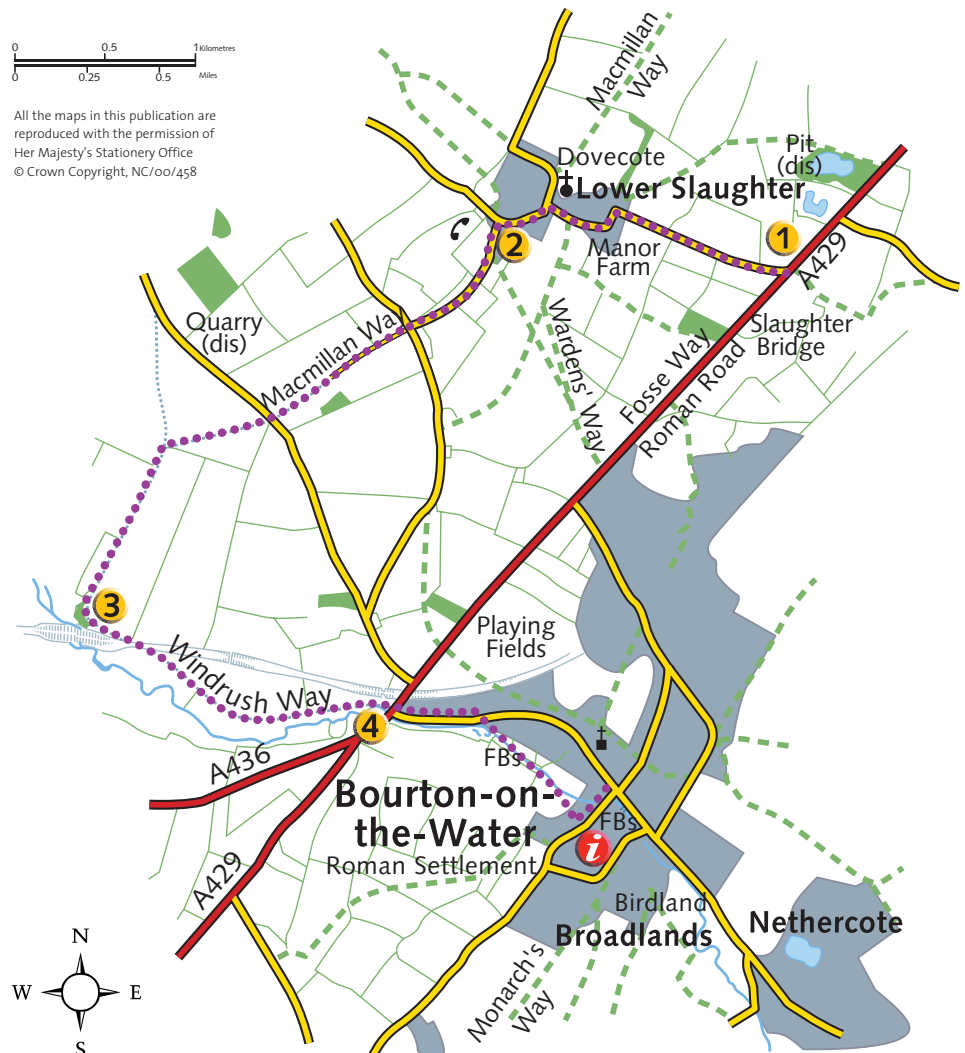 0 0.5 1 Kilometres
0 0.25 0.5 Miles
All the maps in this publication are
reproduced with the permission of
Her Majesty's Stationery Office
© Crown Copyright, NC/00/458
Macmillan
Way
Dovecote
Lower Slaughter
Pit
(dis)
1
2
Manor
Farm
A429
Quarry
(dis)
Macmillan Way
Wardens' Way
Fosse Way
Roman Road
Slaughter
Bridge
3
Windrush Way
Playing
Fields
4
A436
FBs
Bourton-on-
the-Water
Roman Settlement
FBs
i
A429
Birdland
Broadlands
Nethercote
Monarch's
Way
N
W E
S